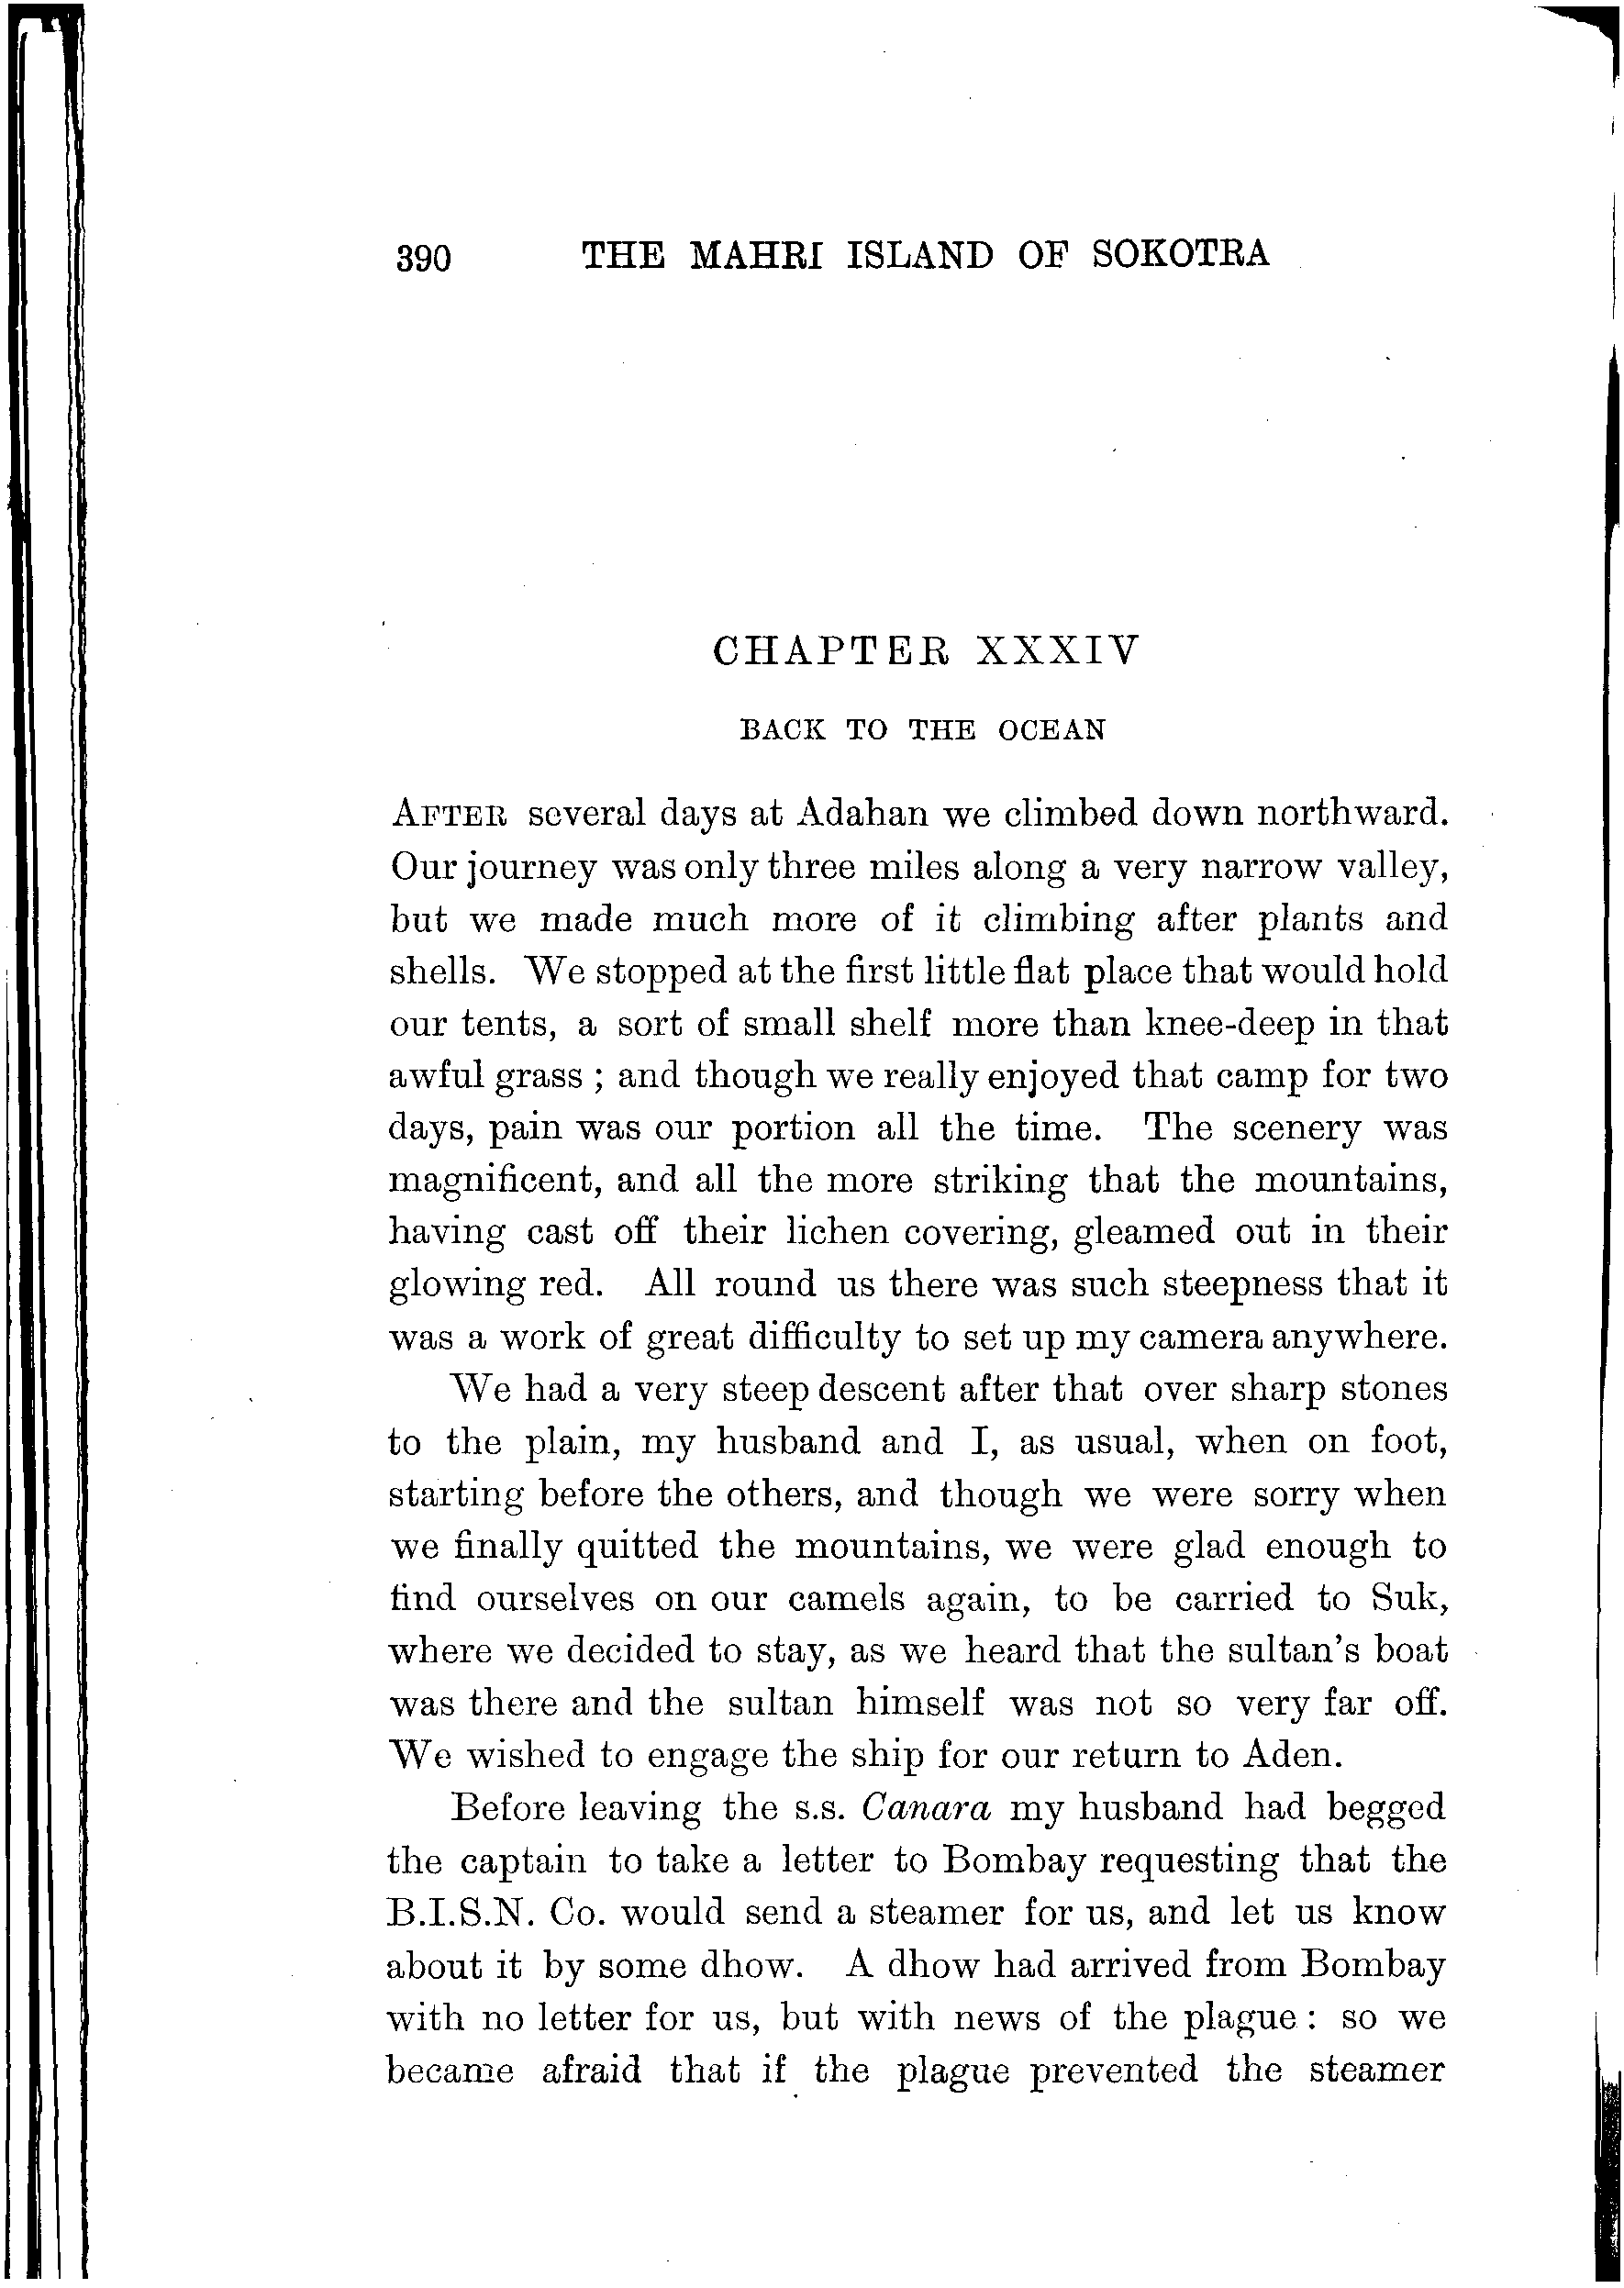 390 THE MAHRI ISLAND OF SOKOTRA
CHAPTER XXXIV
BACK TO THE OCEAN
AFTER several days at Adahan we climbed down northward.
Our journey was only three miles along a very narrow valley,
but we made much more of it climbing after plants and
shells. We stopped at the first little flat place that would hold
our tents, a sort of small shelf more than knee-deep in that
awful grass ; and though we really enjoyed that camp for two
days, pain was our portion all the time. The scenery was
magnificent, and all the more striking that the mountains,
having cast off their lichen covering, gleamed out in their
glowing red. All round us there was such steepness that it
was a work of great difficulty to set up my camera anywhere.
We had a very steep descent after that over sharp stones
to the plain, my husband and I, as usual, when on foot,
starting before the others, and though we were sorry when
we finally quitted the mountains, we were glad enough to
find ourselves on our camels again, to be carried to Suk,
where we decided to stay, as we heard that the sultan's boat
was there and the sultan himself was not so very far off.
We wished to engage the ship for our return to Aden.
Before leaving the s.s. Canara my husband had begged
the captain to take a letter to Bombay requesting that the
B.I.S.N. Co. would send a steamer for us, and let us know
about it by some dhow. A dhow had arrived from Bombay
with no letter for us, but with news of the plague : so we
became afraid that if the plague prevented the steamer